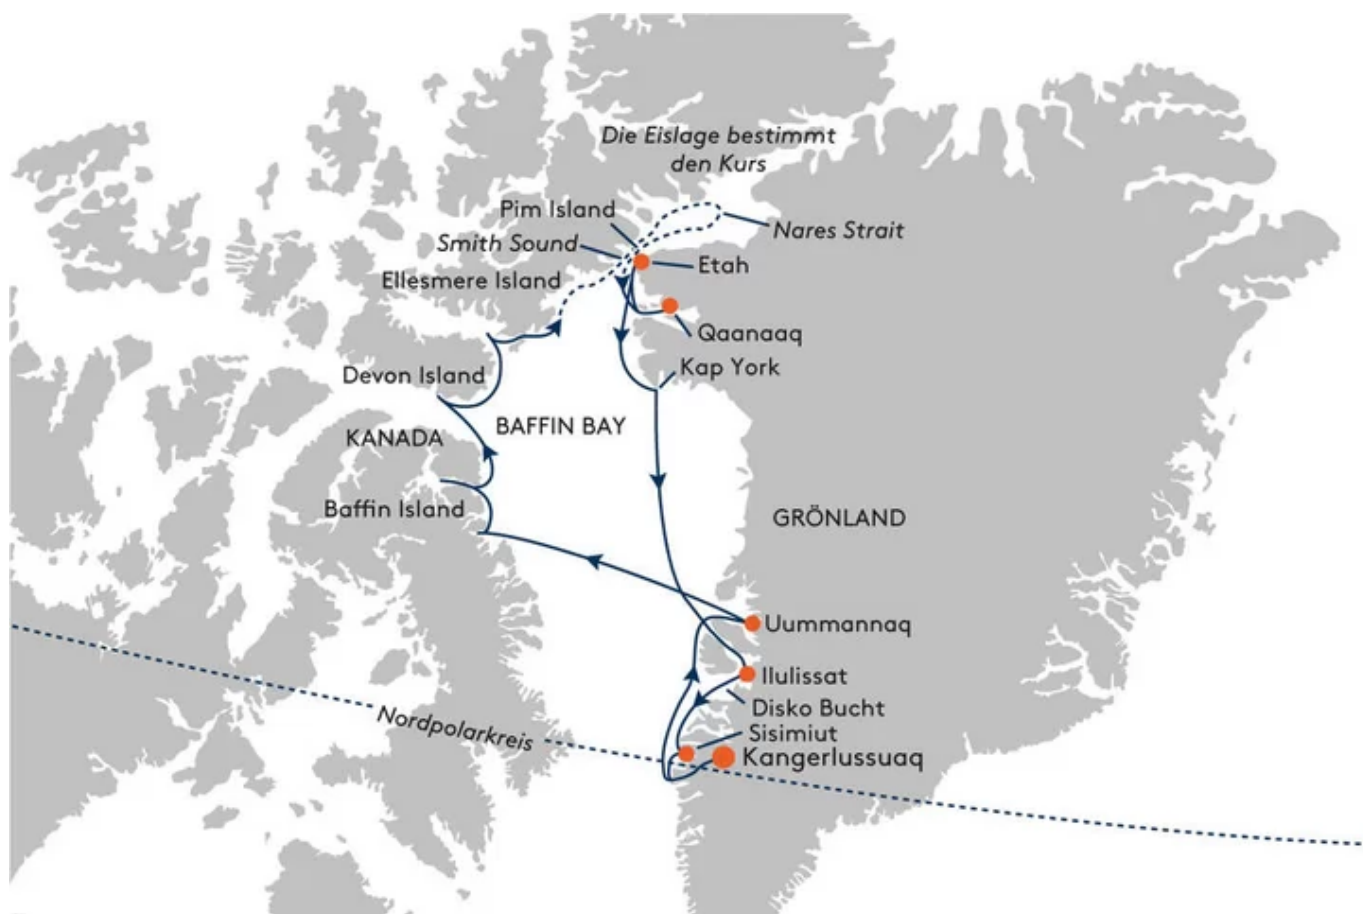 Die Eislage bestimmt
den Kurs
Pim Island
Nares Strait
Smith Sound
Etah
Ellesmere Island
Qaanaaq
Kap York
Devon Island
BAFFIN BAY
KANADA
Baffin Island
GRÖNLAND
Uummannaq
Ilulissat
Disko Bucht
Nordpolarkreis
Sisimiut
Kangerlussuaq